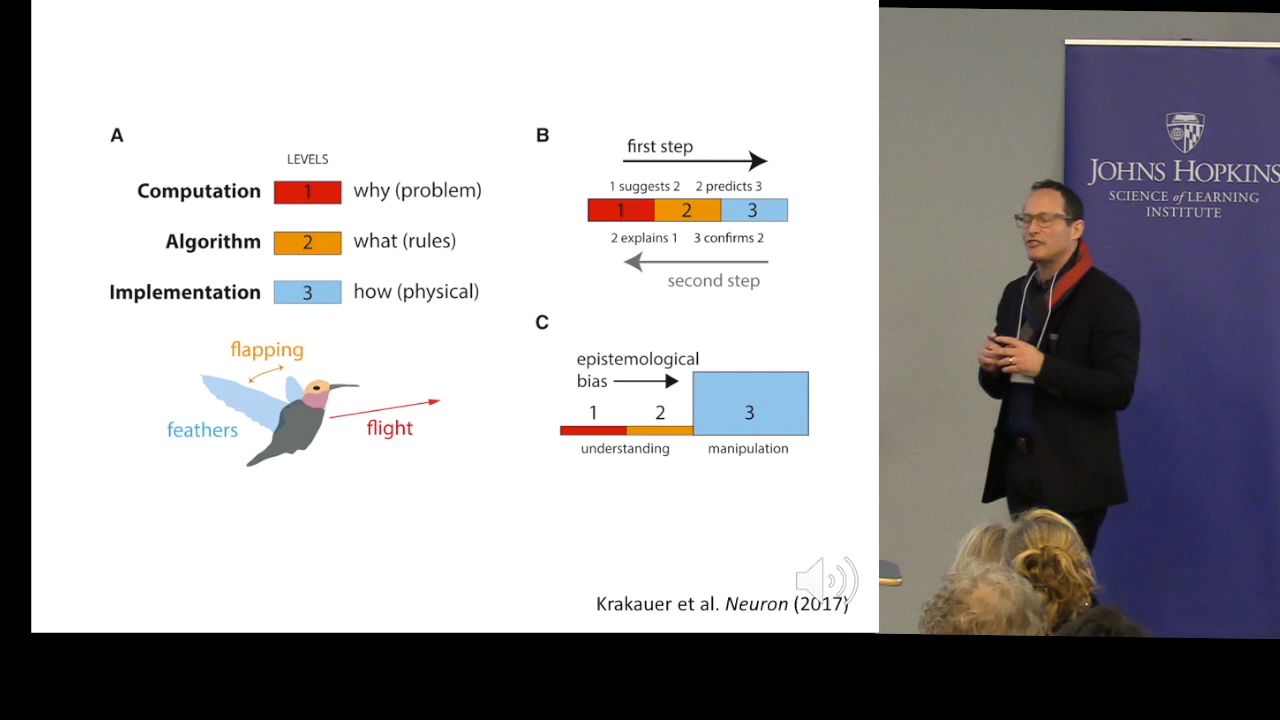 A
LEVELS
Computation 1 why (problem)
Algorithm 2 what (rules)
Implementation 3 how (physical)
flapping
feathers
flight
B
first step
1 suggests 2 2 predicts 3
1 2 3
2 explains 1 3 confirms 2
second step
C
epistemological
bias
1 2 3
understanding manipulation
Krakauer et al. Neuron (2017)
JOHNS HOPKINS
SCIENCE of LEARNING
INSTITUTE